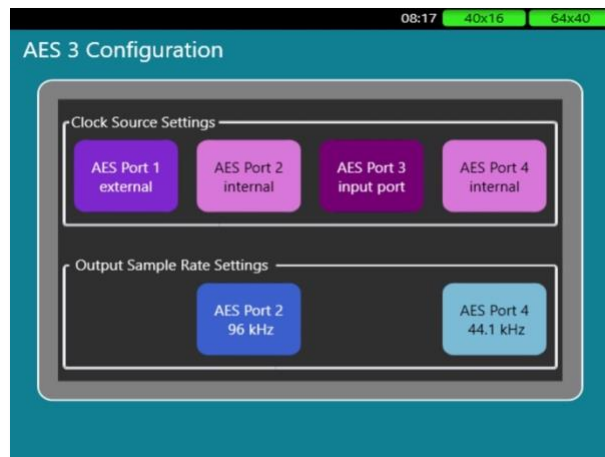 08:17 40x16 64x40
AES 3 Configuration
Clock Source Settings
AES Port 1
external
AES Port 2
internal
AES Port 3
input port
AES Port 4
internal
Output Sample Rate Settings
AES Port 2
96 kHz
AES Port 4
44.1 kHz